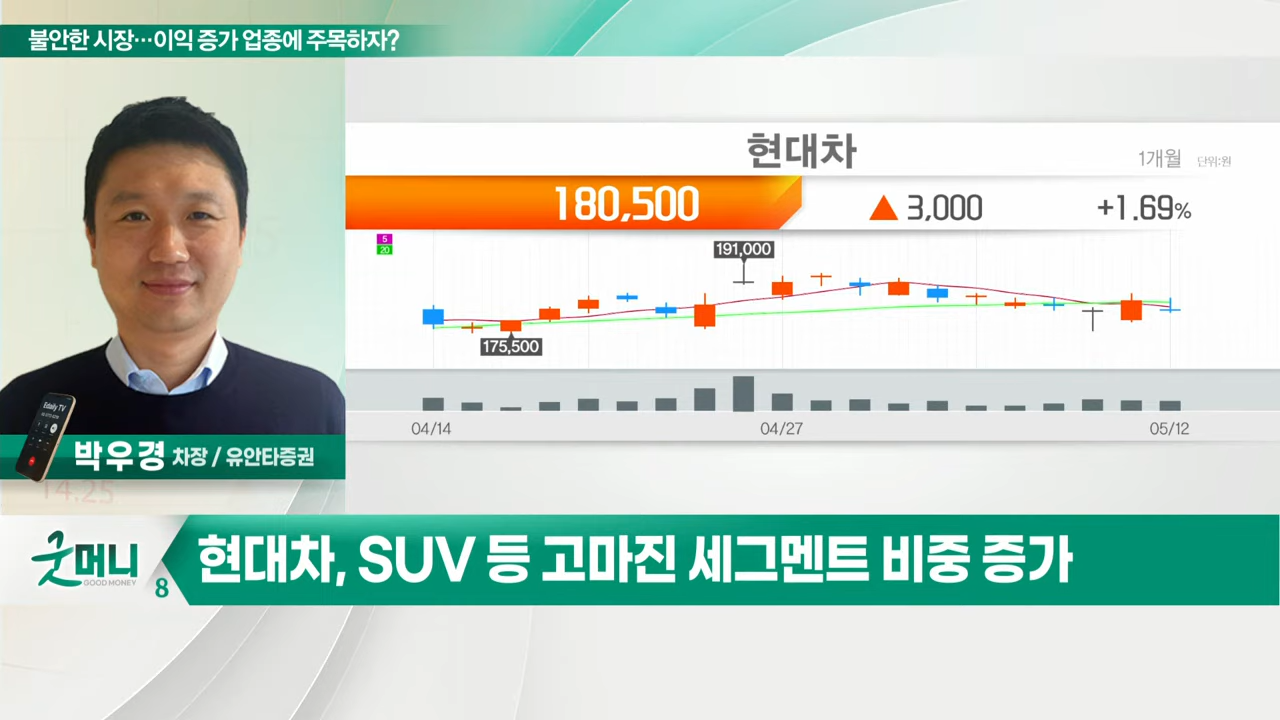 불안한 시장…이익 증가 업종에 주목하자?
현대차
1개월 단위:원
180,500 ▲ 3,000 +1.69%
5
20
191,000
175,500
04/14 04/27 05/12
Edaily TV
박우경 차장 / 유안타증권
14.25
굿머니
GOOD MONEY
8
현대차, SUV 등 고마진 세그멘트 비중 증가